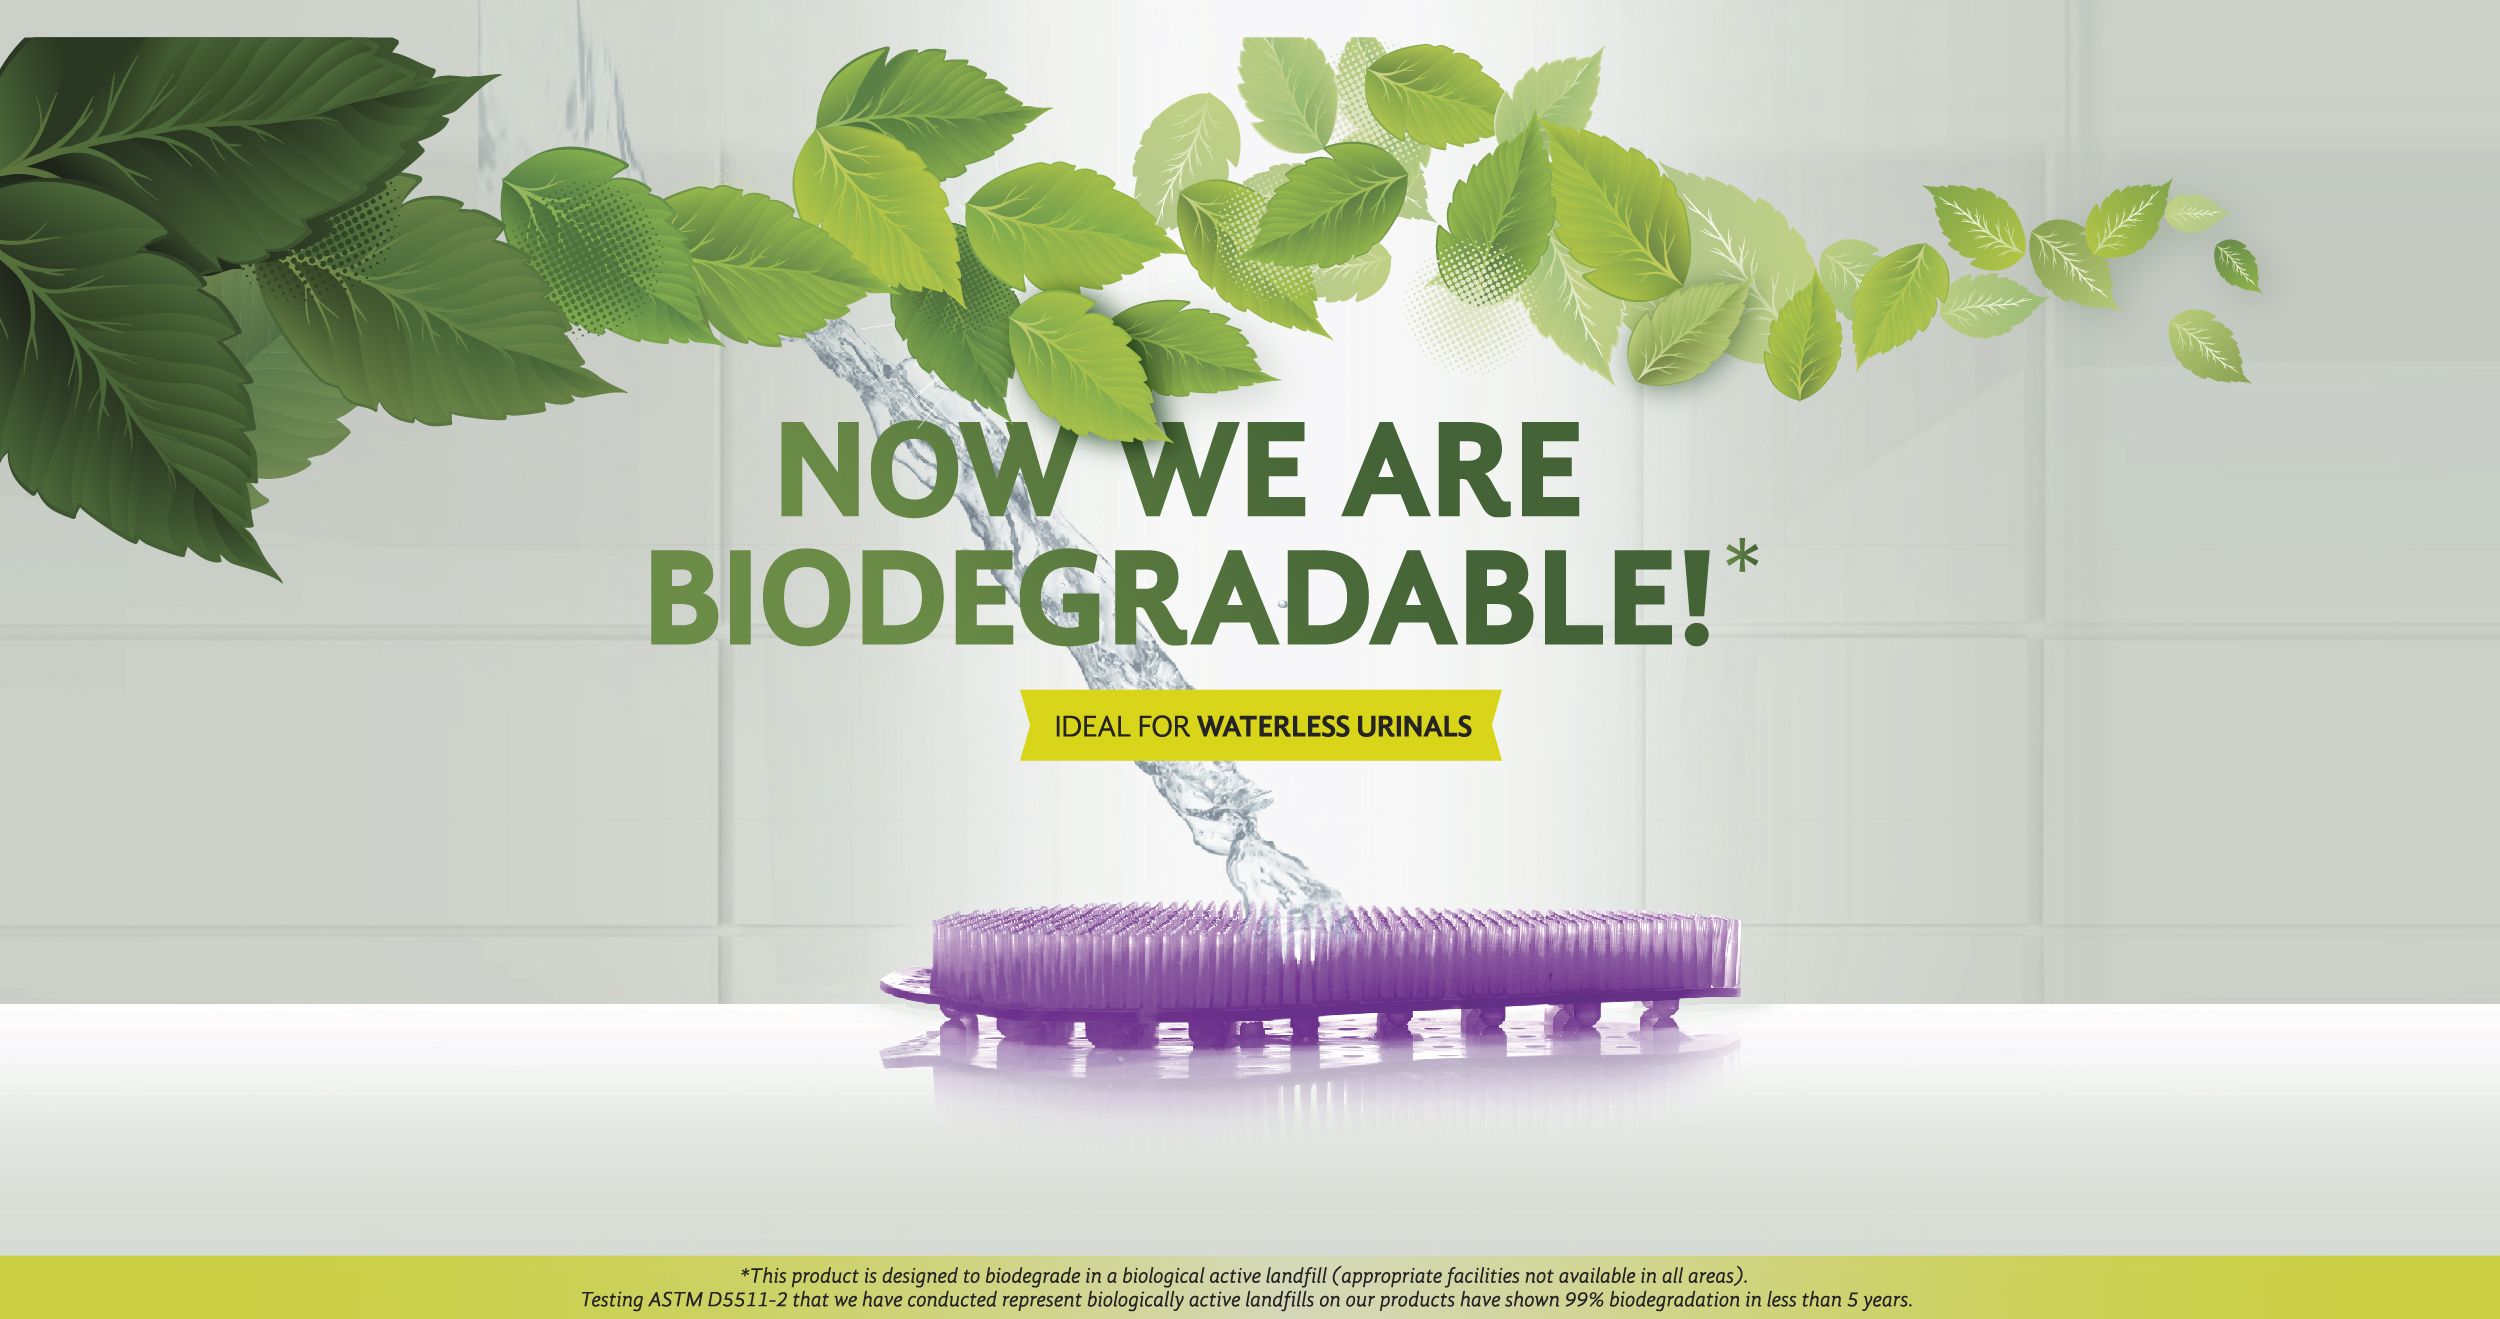 NOW WE ARE
BIODEGRADABLE!*
IDEAL FOR WATERLESS URINALS
*This product is designed to biodegrade in a biological active landfill (appropriate facilities not available in all areas).
Testing ASTM D5511-2 that we have conducted represent biologically active landfills on our products have shown 99% biodegradation in less than 5 years.